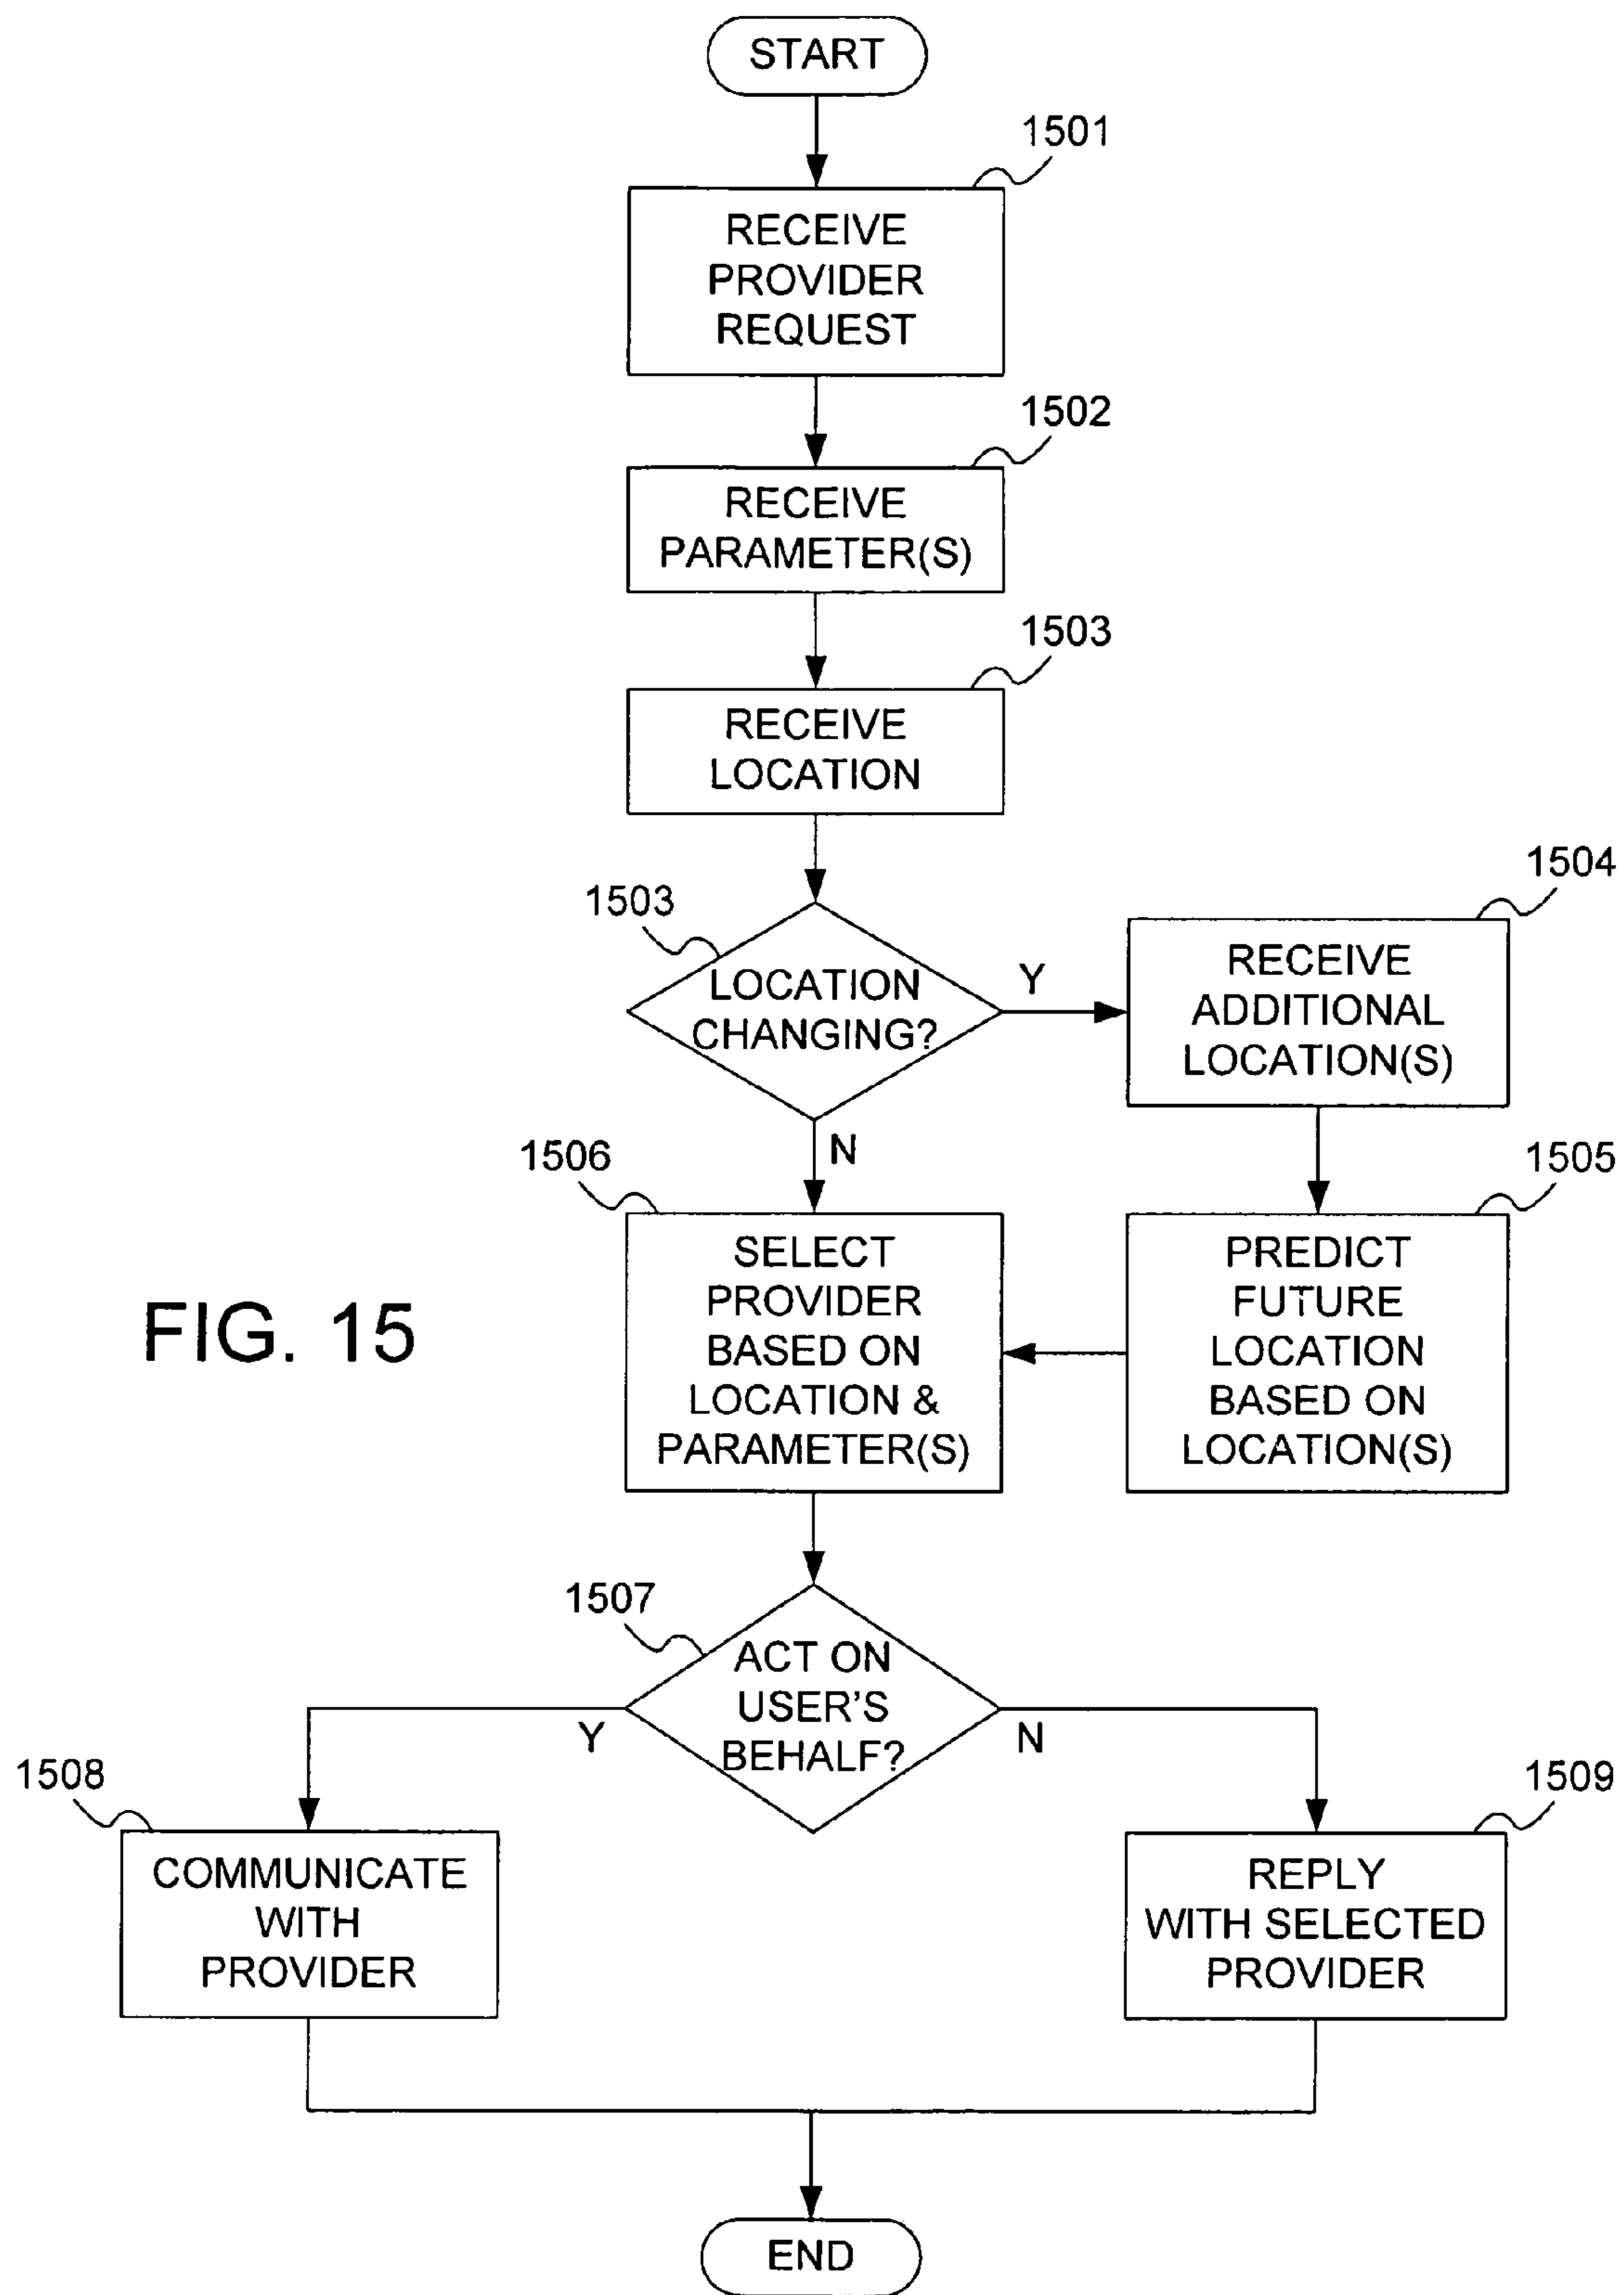 START
1501
RECEIVE
PROVIDER
REQUEST
1502
RECEIVE
PARAMETER(S)
1503
RECEIVE
LOCATION
1503
LOCATION
CHANGING?
Y
N
1504
RECEIVE
ADDITIONAL
LOCATION(S)
1505
PREDICT
FUTURE
LOCATION
BASED ON
LOCATION(S)
1506
SELECT
PROVIDER
BASED ON
LOCATION &
PARAMETER(S)
FIG. 15
1507
ACT ON
USER'S
BEHALF?
Y
N
1508
COMMUNICATE
WITH
PROVIDER
1509
REPLY
WITH SELECTED
PROVIDER
END